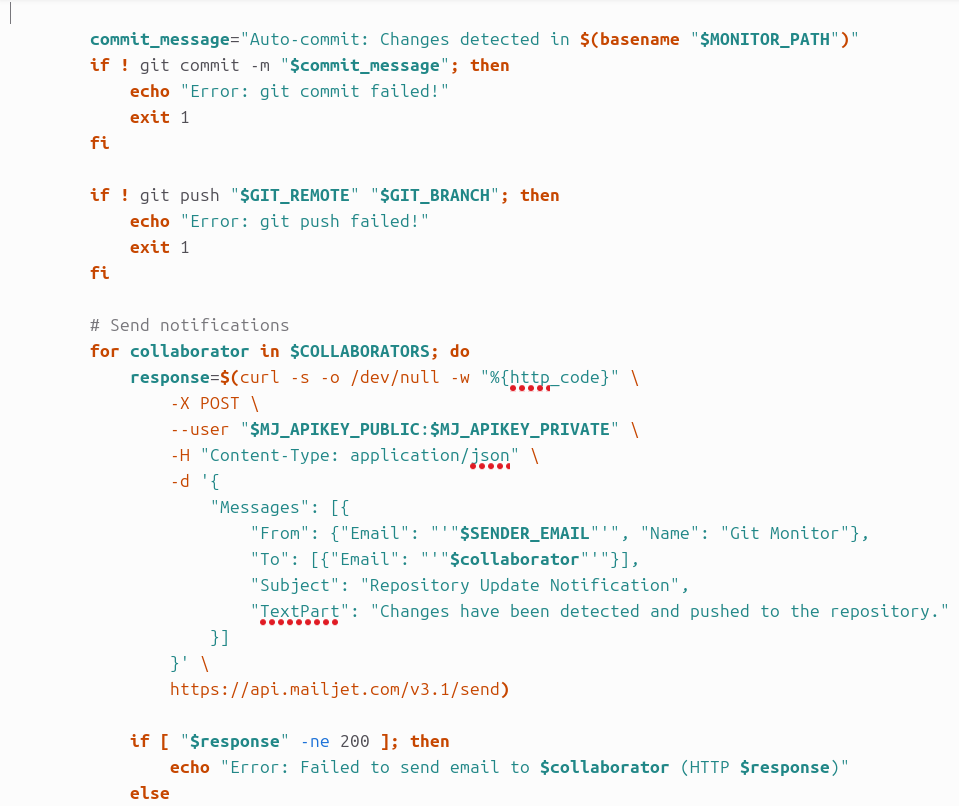 commit_message="Auto-commit: Changes detected in $(basename "$MONITOR_PATH")"
if ! git commit -m "$commit_message"; then
echo "Error: git commit failed!"
exit 1
fi
if ! git push "$GIT_REMOTE" "$GIT_BRANCH"; then
echo "Error: git push failed!"
exit 1
fi
# Send notifications
for collaborator in $COLLABORATORS; do
response=$(curl -s -o /dev/null -w "%{http_code}" \
-X POST \
--user "$MJ_APIKEY_PUBLIC:$MJ_APIKEY_PRIVATE" \
-H "Content-Type: application/json" \
-d '{
"Messages": [{
"From": {"Email": "'"$SENDER_EMAIL"'", "Name": "Git Monitor"},
"To": [{"Email": "'"$collaborator"'"}],
"Subject": "Repository Update Notification",
"TextPart": "Changes have been detected and pushed to the repository."
}]
}' \
https://api.mailjet.com/v3.1/send)
if [ "$response" -ne 200 ]; then
echo "Error: Failed to send email to $collaborator (HTTP $response)"
else